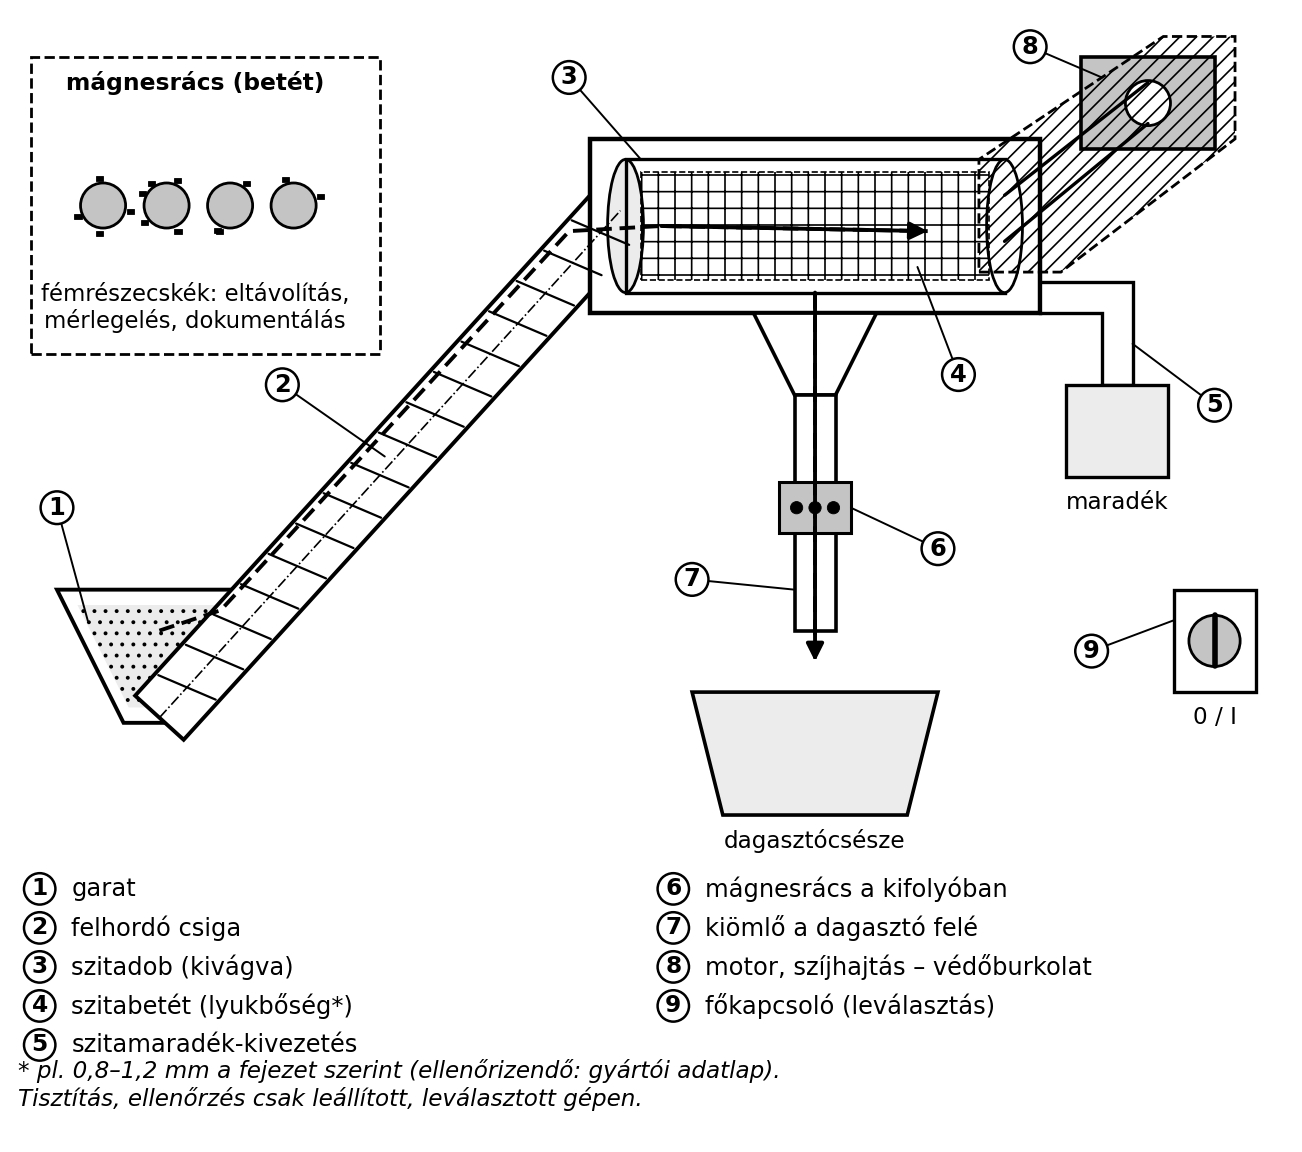 mágnesrács (betét)
fémrészecskék: eltávolítás,
mérlegelés, dokumentálás
8
3
2
4
5
1
maradék
6
7
9
0 / I
dagasztócsésze
1 garat
2 felhordó csiga
3 szitadob (kivágva)
4 szitabetét (lyukbőség*)
5 szitamaradék-kivezetés
6 mágnesrács a kifolyóban
7 kiömlő a dagasztó felé
8 motor, szíjhajtás – védőburkolat
9 főkapcsoló (leválasztás)
* pl. 0,8–1,2 mm a fejezet szerint (ellenőrizendő: gyártói adatlap).
Tisztítás, ellenőrzés csak leállított, leválasztott gépen.